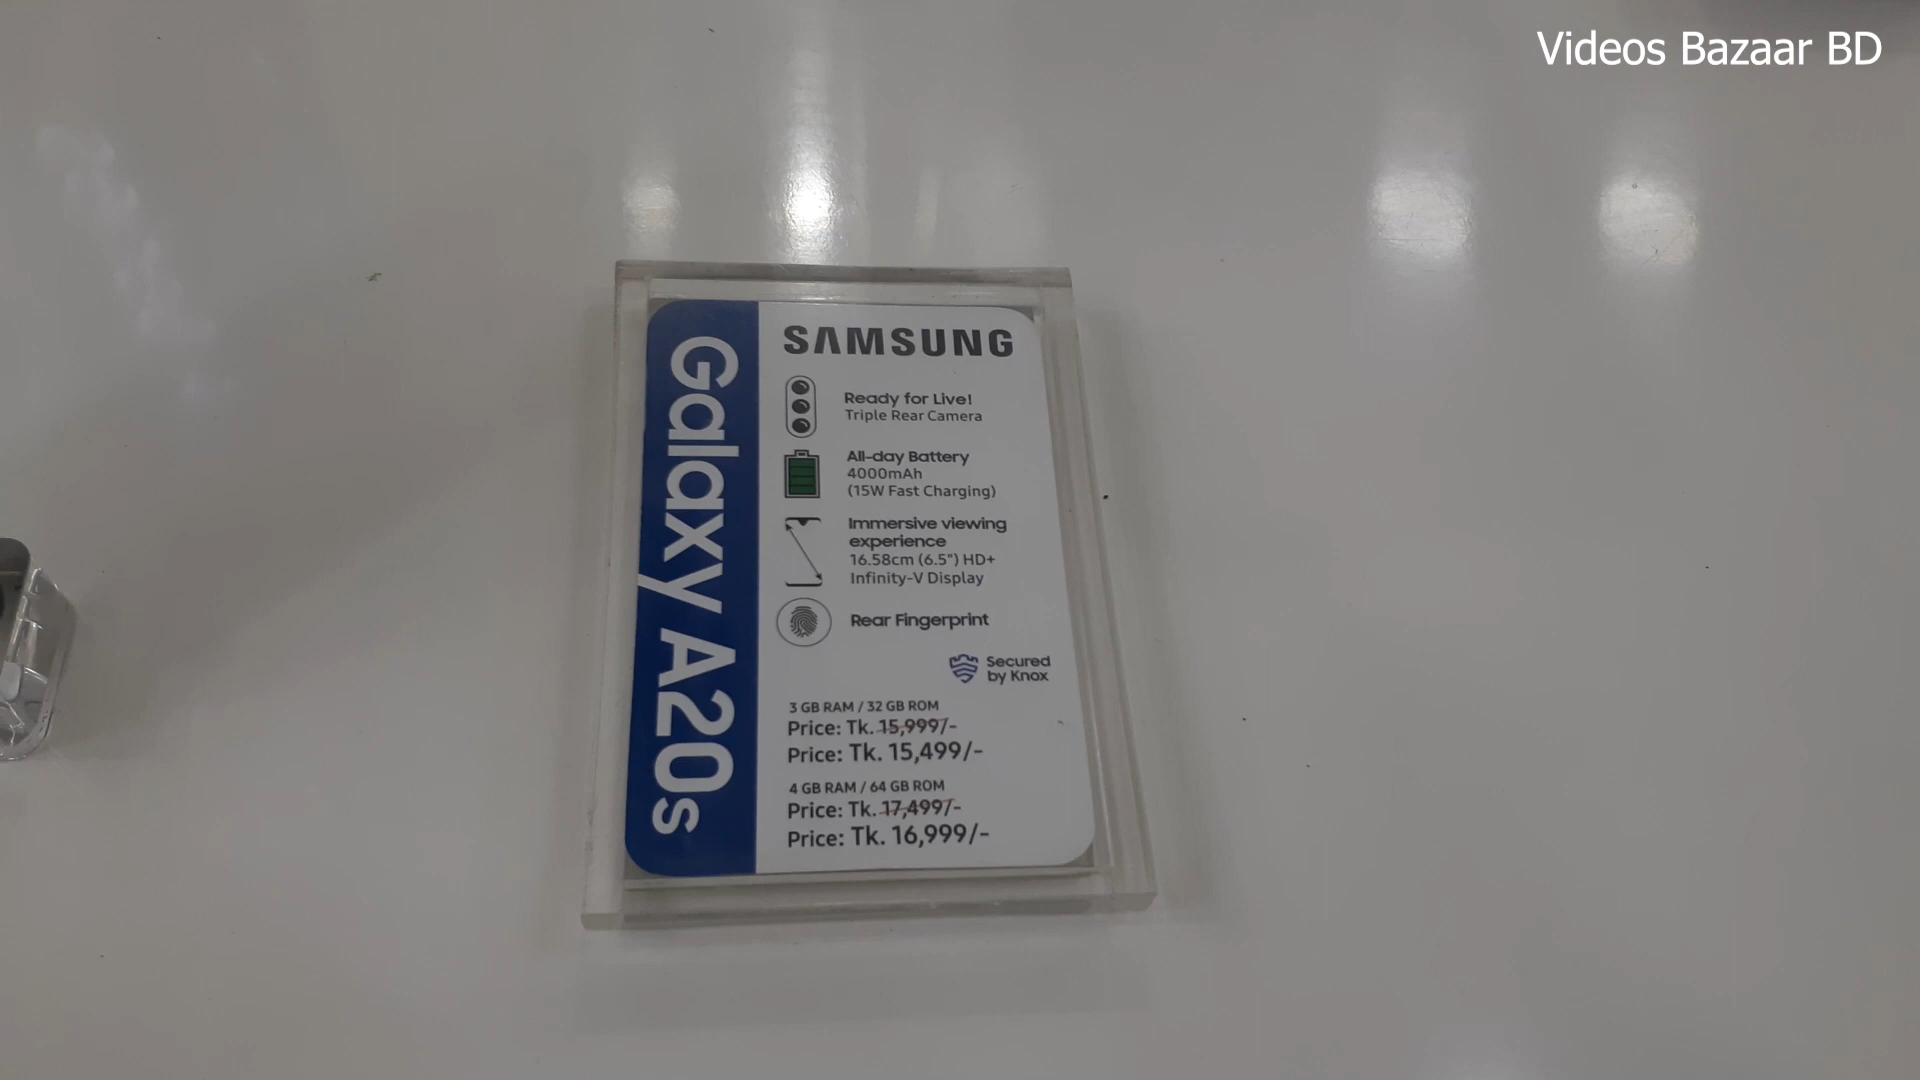 Videos Bazaar BD
Galaxy A20s
SAMSUNG
Ready for Live!
Triple Rear Camera
All-day Battery
4000mAh
(15W Fast Charging)
Immersive viewing
experience
16.58cm (6.5") HD+
Infinity-V Display
Rear Fingerprint
Secured
by Knox
3 GB RAM / 32 GB ROM
Price: Tk. 15,999/-
Price: Tk. 15,499/-
4 GB RAM / 64 GB ROM
Price: Tk. 17,499/-
Price: Tk. 16,999/-